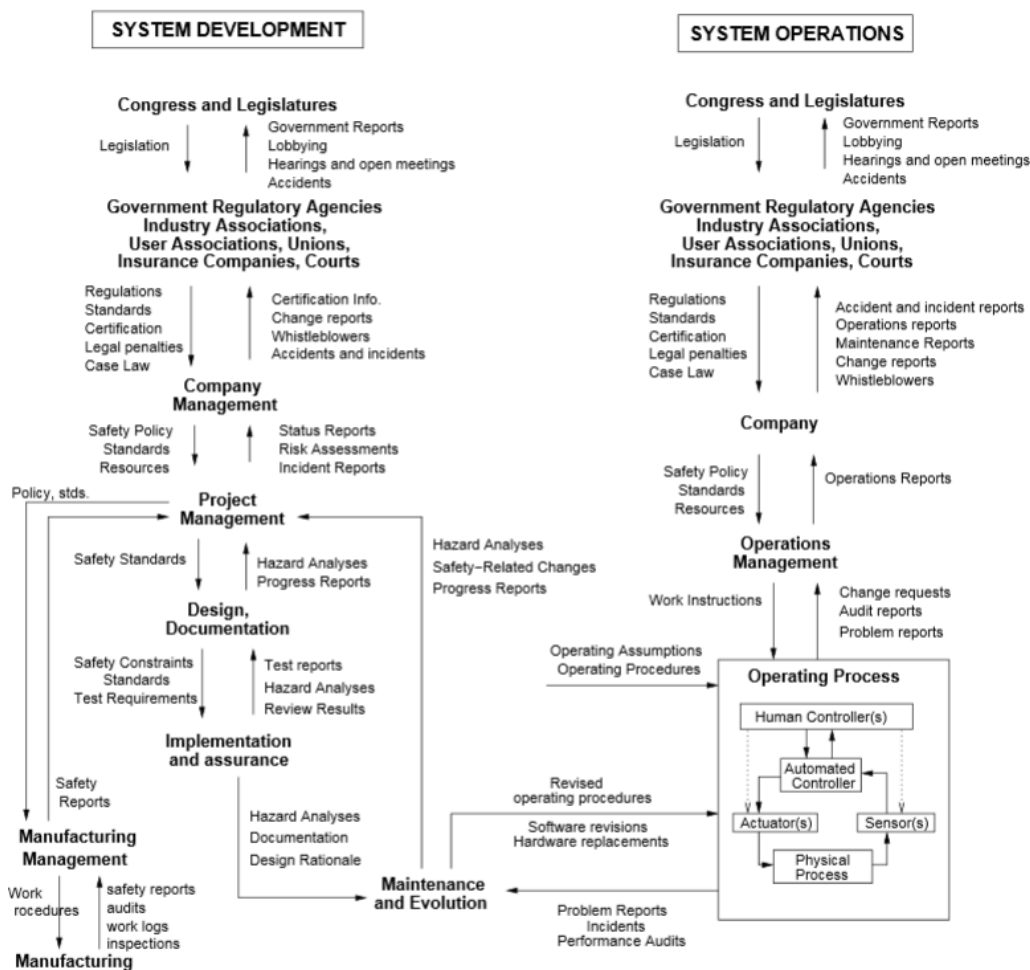 SYSTEM DEVELOPMENT
Congress and Legislatures
Legislation
Government Reports
Lobbying
Hearings and open meetings
Accidents
Government Regulatory Agencies
Industry Associations,
User Associations, Unions,
Insurance Companies, Courts
Regulations
Standards
Certification
Legal penalties
Case Law
Certification Info.
Change reports
Whistleblowers
Accidents and incidents
Company
Management
Safety Policy
Standards
Resources
Status Reports
Risk Assessments
Incident Reports
Policy, stds.
Project
Management
Safety Standards
Hazard Analyses
Progress Reports
Hazard Analyses
Safety-Related Changes
Progress Reports
Design,
Documentation
Safety Constraints
Standards
Test Requirements
Test reports
Hazard Analyses
Review Results
Implementation
and assurance
Safety
Reports
Hazard Analyses
Documentation
Design Rationale
Manufacturing
Management
Work
rocedures
safety reports
audits
work logs
inspections
Manufacturing
Maintenance
and Evolution
SYSTEM OPERATIONS
Congress and Legislatures
Legislation
Government Reports
Lobbying
Hearings and open meetings
Accidents
Government Regulatory Agencies
Industry Associations,
User Associations, Unions,
Insurance Companies, Courts
Regulations
Standards
Certification
Legal penalties
Case Law
Accident and incident reports
Operations reports
Maintenance Reports
Change reports
Whistleblowers
Company
Safety Policy
Standards
Resources
Operations Reports
Operations
Management
Work Instructions
Change requests
Audit reports
Problem reports
Operating Assumptions
Operating Procedures
Operating Process
Human Controller(s)
Automated
Controller
Actuator(s)
Sensor(s)
Physical
Process
Revised
operating procedures
Software revisions
Hardware replacements
Problem Reports
Incidents
Performance Audits